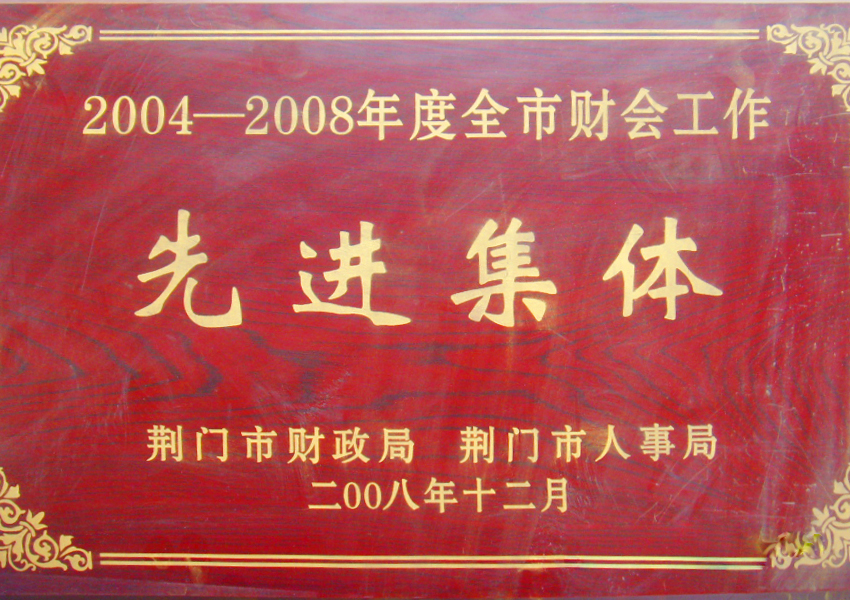 2004—2008年度全市财会工作
先进集体
荆门市财政局 荆门市人事局
二00八年十二月